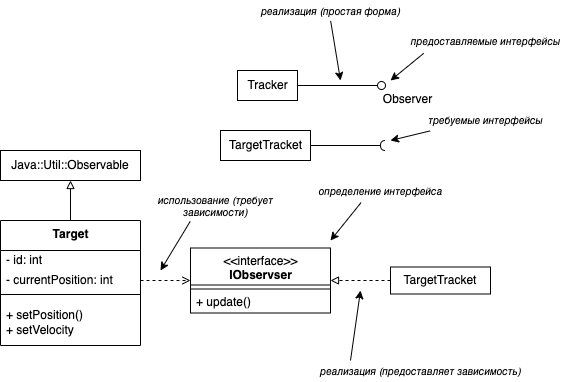 реализация (простая форма)
предоставляемые интерфейсы
Tracker
Observer
требуемые интерфейсы
TargetTracket
Java::Util::Observable
использование (требует
зависимости)
определение интерфейса
Target
- id: int
- currentPosition: int
+ setPosition()
+ setVelocity
<<interface>>
IObservser
+ update()
TargetTracket
реализация (предоставляет зависимость)